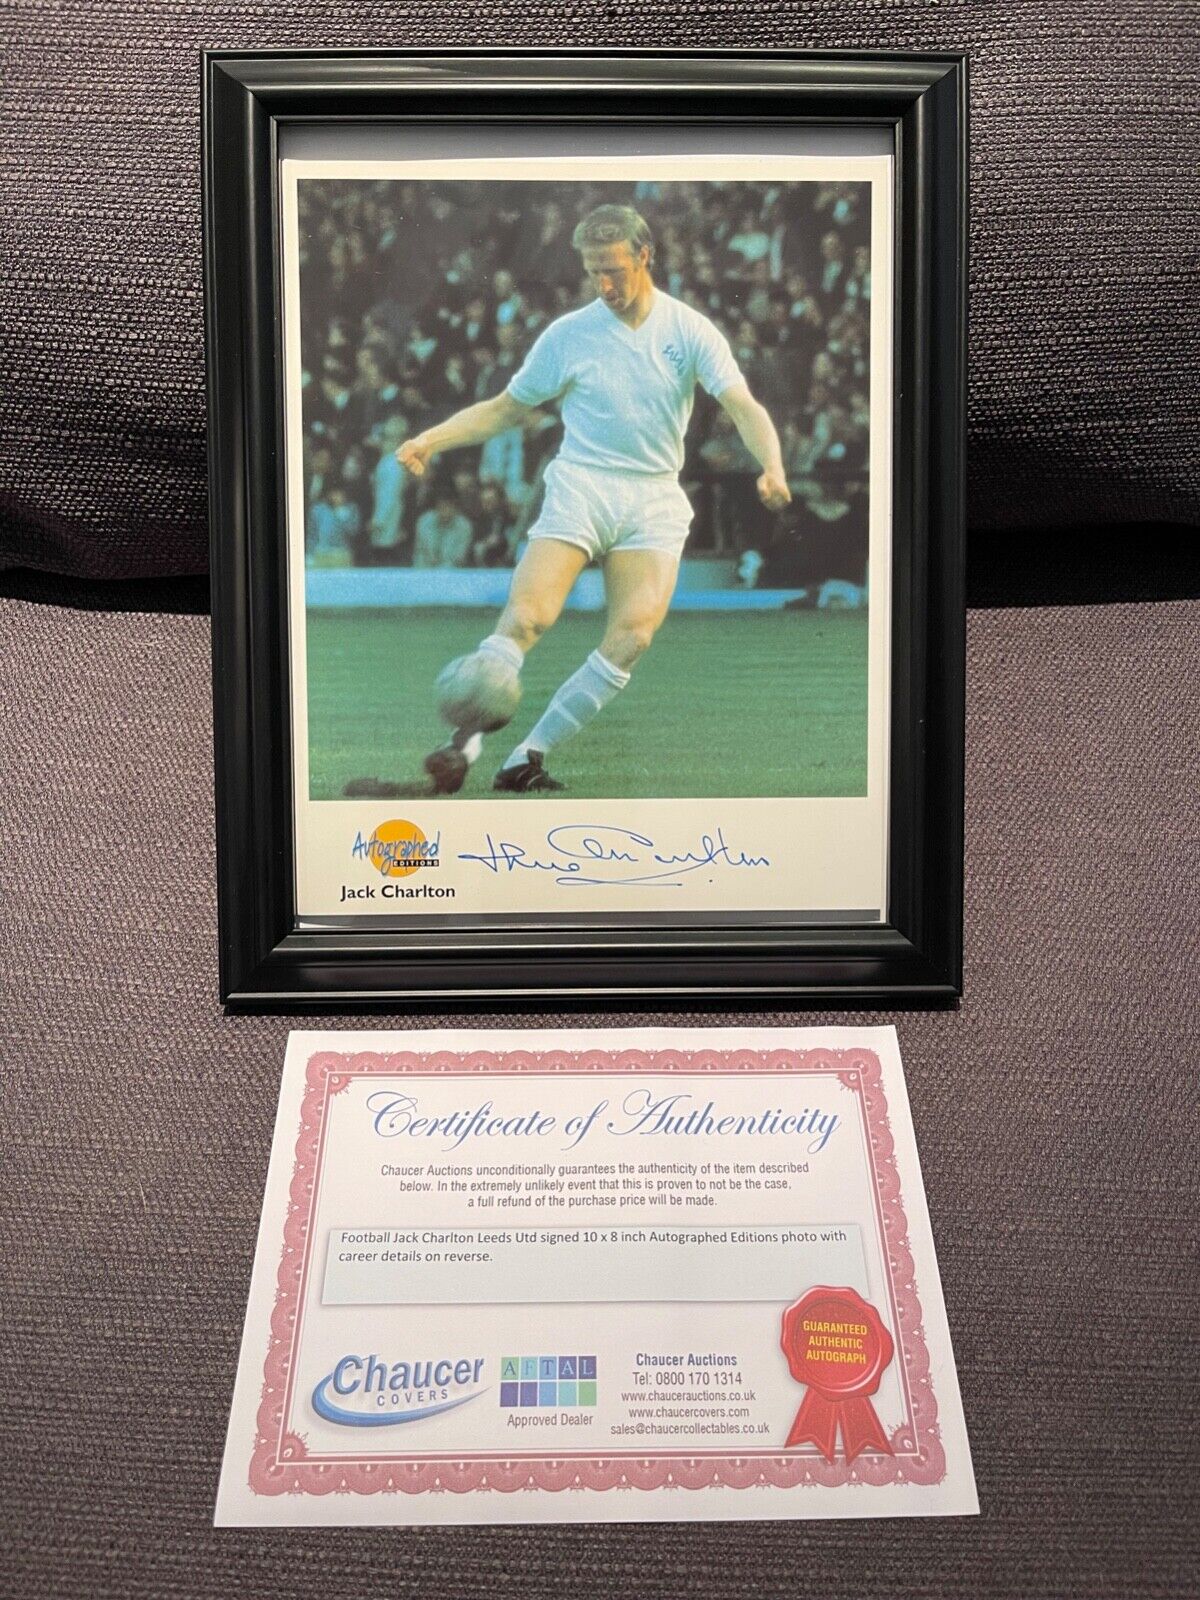 Autographed
EDITIONS
Jack Charlton
Certificate of Authenticity
Chaucer Auctions unconditionally guarantees the authenticity of the item described
below. In the extremely unlikely event that this is proven to not be the case,
a full refund of the purchase price will be made.
Football Jack Charlton Leeds Utd signed 10 x 8 inch Autographed Editions photo with
career details on reverse.
Chaucer
COVERS
AFTAL
Approved Dealer
Chaucer Auctions
Tel: 0800 170 1314
www.chaucerauctions.co.uk
www.chaucercovers.com
sales@chaucercollectables.co.uk
GUARANTEED
AUTHENTIC
AUTOGRAPH